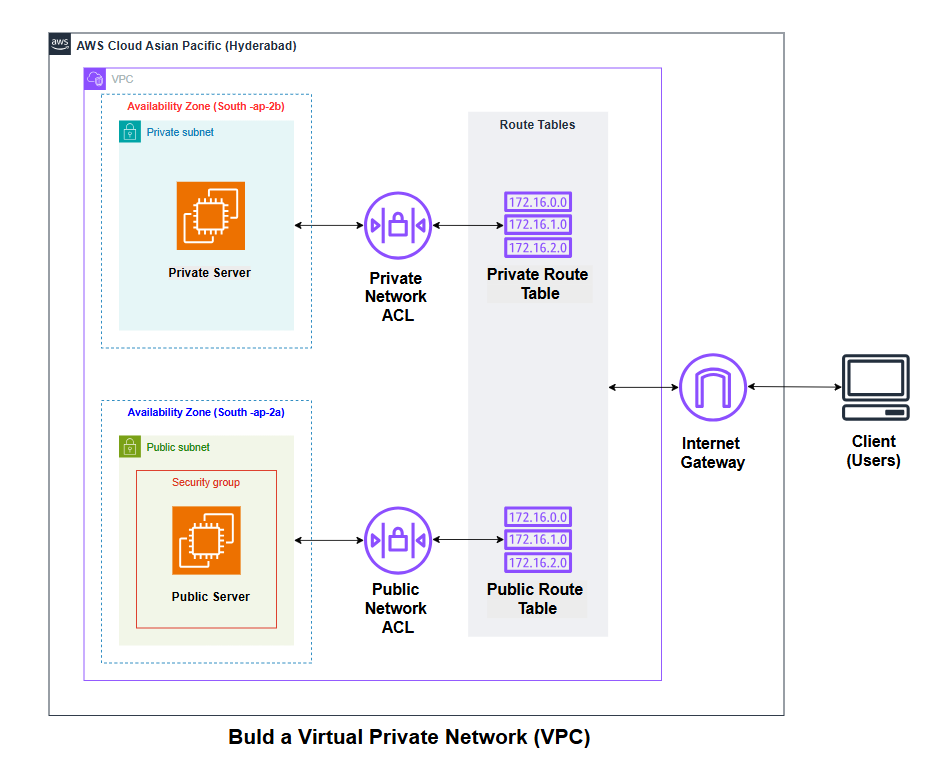 aws
AWS Cloud Asian Pacific (Hyderabad)
VPC
Availability Zone (South -ap-2b)
Private subnet
Private Server
Private
Network
ACL
Route Tables
172.16.0.0
172.16.1.0
172.16.2.0
Private Route
Table
Availability Zone (South -ap-2a)
Public subnet
Security group
Public Server
Public
Network
ACL
172.16.0.0
172.16.1.0
172.16.2.0
Public Route
Table
Internet
Gateway
Client
(Users)
Buld a Virtual Private Network (VPC)